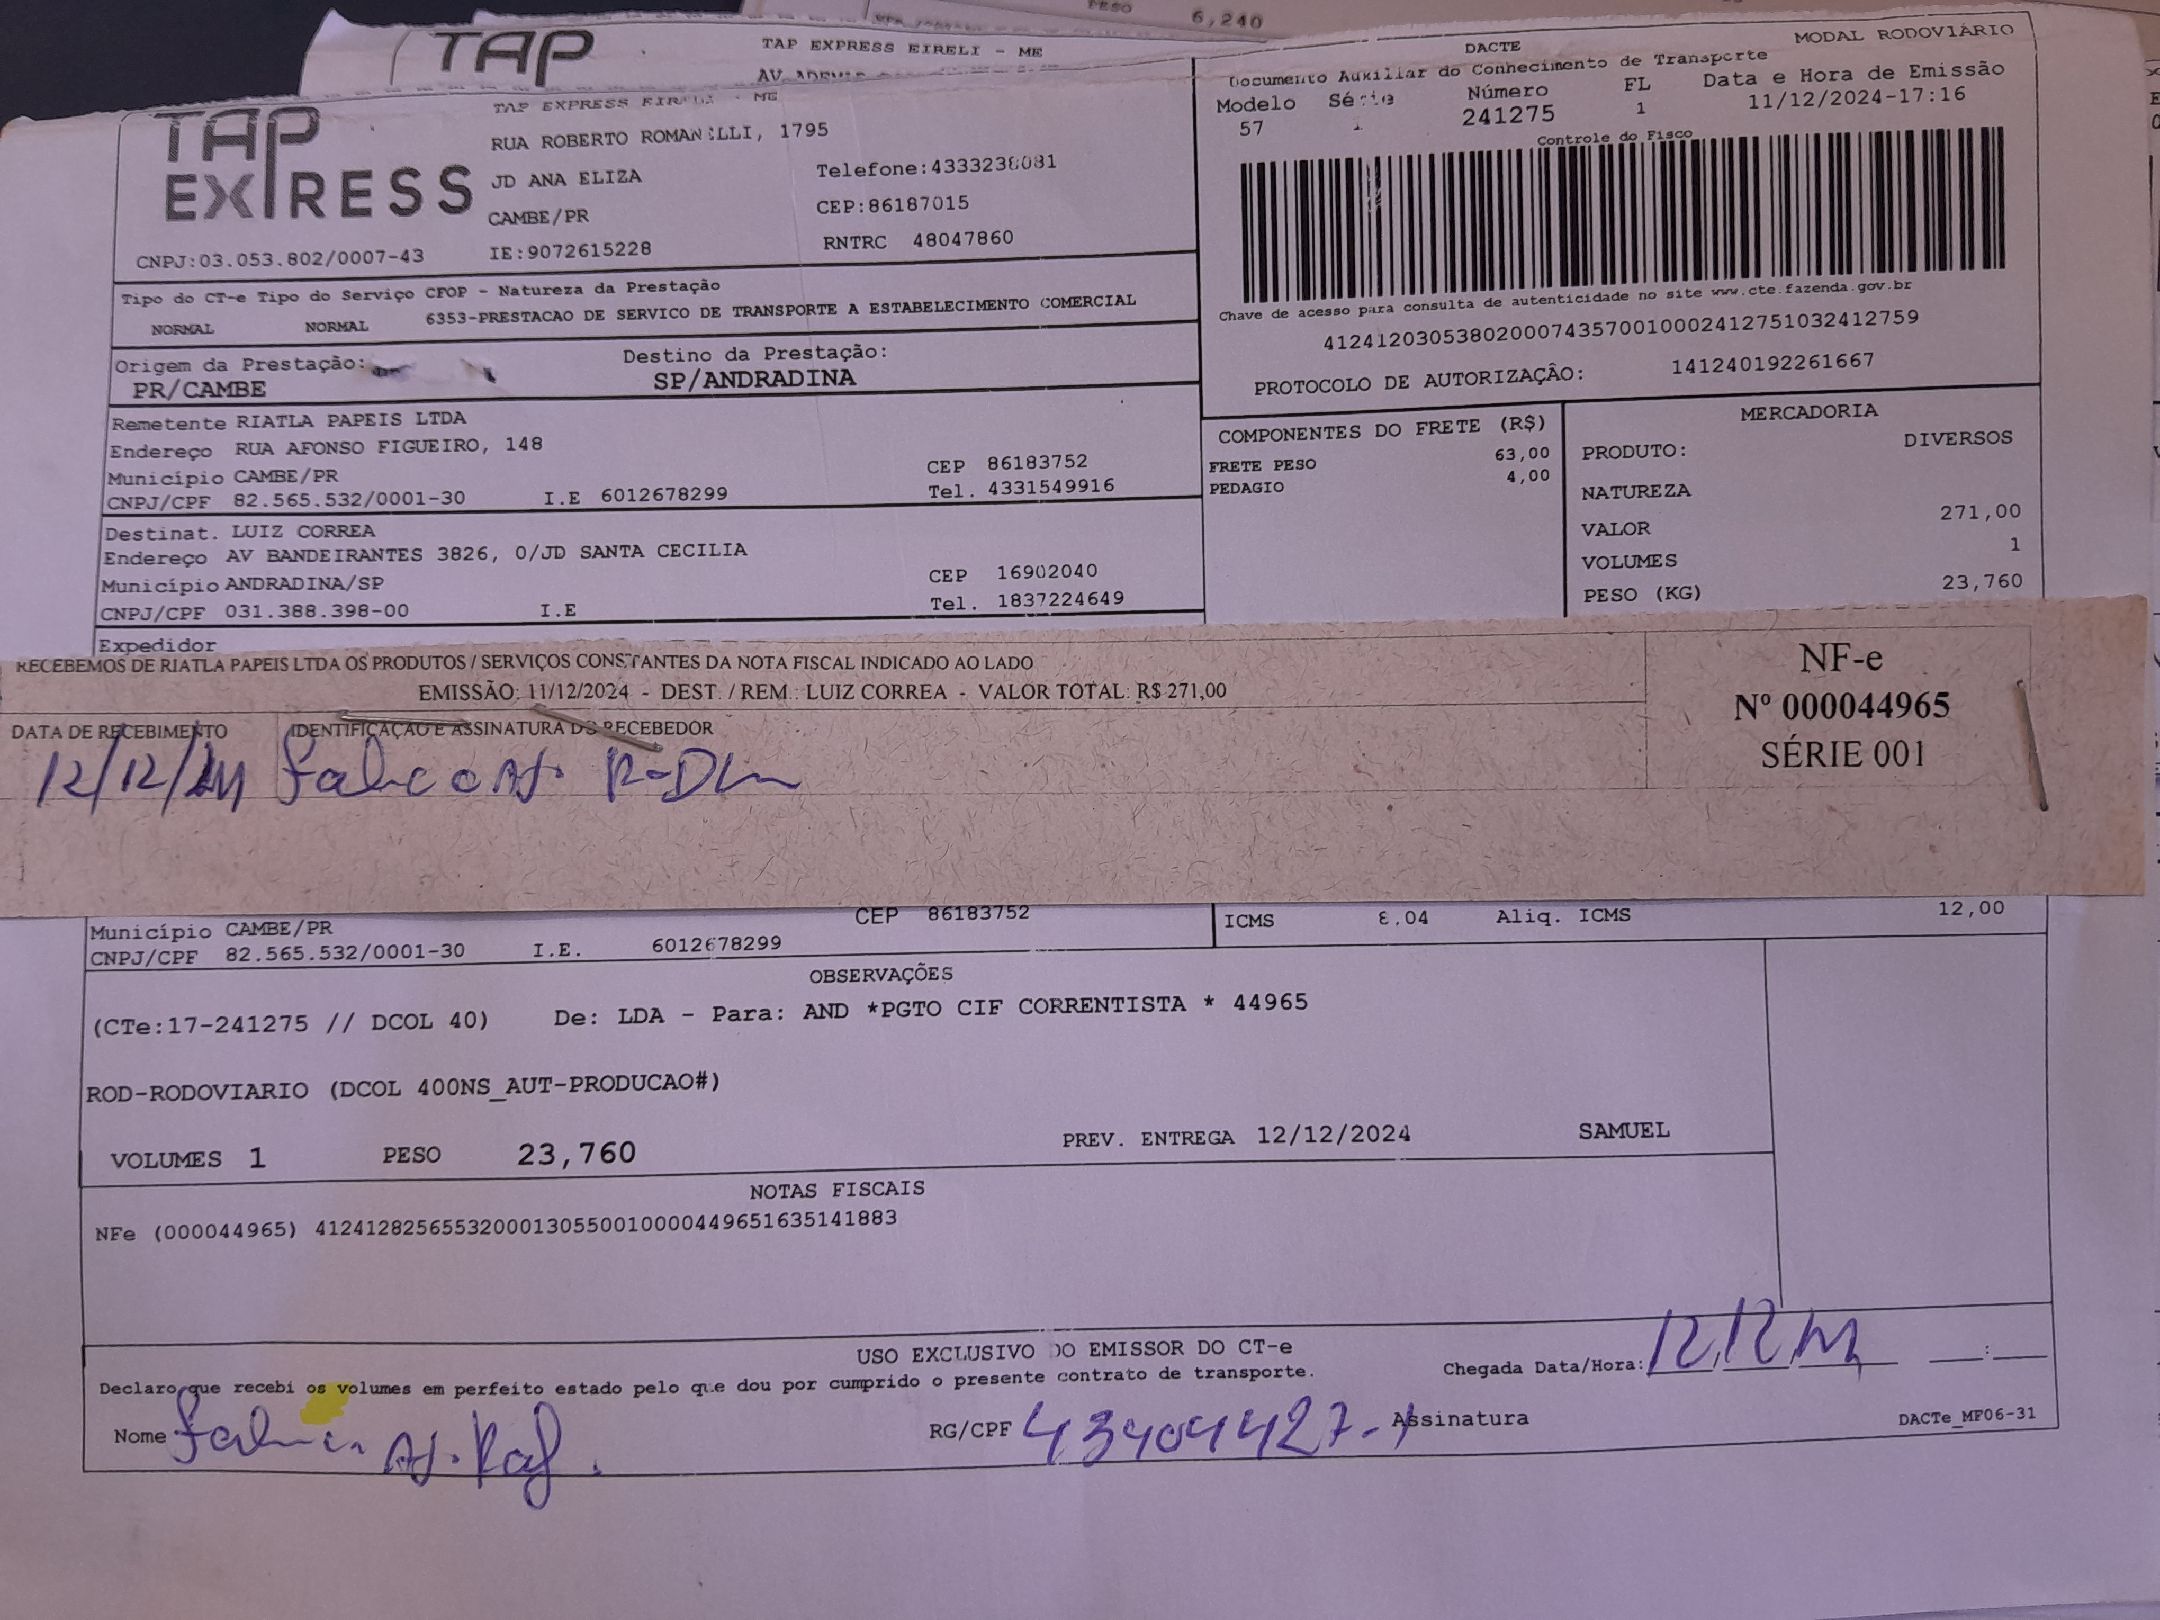 PESO 6,240
TAP TAP EXPRESS EIRELI - ME
TAP EXPRESS
TAP EXPRESS EIRELI - ME
RUA ROBERTO ROMANELLI, 1795
JD ANA ELIZA Telefone:4333238081
CAMBE/PR CEP:86187015
CNPJ:03.053.802/0007-43 IE:9072615228 RNTRC 48047860
DACTE MODAL RODOVIÁRIO
Documento Auxiliar do Conhecimento de Transporte
Modelo Série Número FL Data e Hora de Emissão
57 1 241275 1 11/12/2024-17:16
Controle do Fisco
Chave de acesso para consulta de autenticidade no site www.cte.fazenda.gov.br
41241203053802000743570010002412751032412759
PROTOCOLO DE AUTORIZAÇÃO: 141240192261667
Tipo do CT-e Tipo do Serviço CFOP - Natureza da Prestação
NORMAL NORMAL 6353-PRESTACAO DE SERVICO DE TRANSPORTE A ESTABELECIMENTO COMERCIAL
Origem da Prestação: Destino da Prestação:
PR/CAMBE SP/ANDRADINA
Remetente RIATLA PAPEIS LTDA
Endereço RUA AFONSO FIGUEIRO, 148
Município CAMBE/PR CEP 86183752
CNPJ/CPF 82.565.532/0001-30 I.E 6012678299 Tel. 4331549916
Destinat. LUIZ CORREA
Endereço AV BANDEIRANTES 3826, 0/JD SANTA CECILIA
Município ANDRADINA/SP CEP 16902040
CNPJ/CPF 031.388.398-00 I.E Tel. 1837224649
Expedidor
COMPONENTES DO FRETE (R$)
FRETE PESO 63,00
PEDAGIO 4,00
MERCADORIA
PRODUTO: DIVERSOS
NATUREZA
VALOR 271,00
VOLUMES 1
PESO (KG) 23,760
RECEBEMOS DE RIATLA PAPEIS LTDA OS PRODUTOS / SERVIÇOS CONSTANTES DA NOTA FISCAL INDICADO AO LADO
EMISSÃO: 11/12/2024 - DEST. / REM.: LUIZ CORREA - VALOR TOTAL: R$ 271,00
DATA DE RECEBIMENTO IDENTIFICAÇÃO E ASSINATURA DO RECEBEDOR
12/12/24
NF-e
Nº 000044965
SÉRIE 001
Município CAMBE/PR CEP 86183752
CNPJ/CPF 82.565.532/0001-30 I.E. 6012678299
ICMS 8,04 Aliq. ICMS 12,00
OBSERVAÇÕES
(CTe:17-241275 // DCOL 40) De: LDA - Para: AND *PGTO CIF CORRENTISTA * 44965
ROD-RODOVIARIO (DCOL 400NS_AUT-PRODUCAO#)
VOLUMES 1 PESO 23,760 PREV. ENTREGA 12/12/2024 SAMUEL
NOTAS FISCAIS
NFe (000044965) 41241282565532000130550010000449651635141883
USO EXCLUSIVO DO EMISSOR DO CT-e
Declaro que recebi os volumes em perfeito estado pelo que dou por cumprido o presente contrato de transporte.
Chegada Data/Hora: 12,12,24 :
Nome RG/CPF 43404427-1 Assinatura DACTe_MF06-31